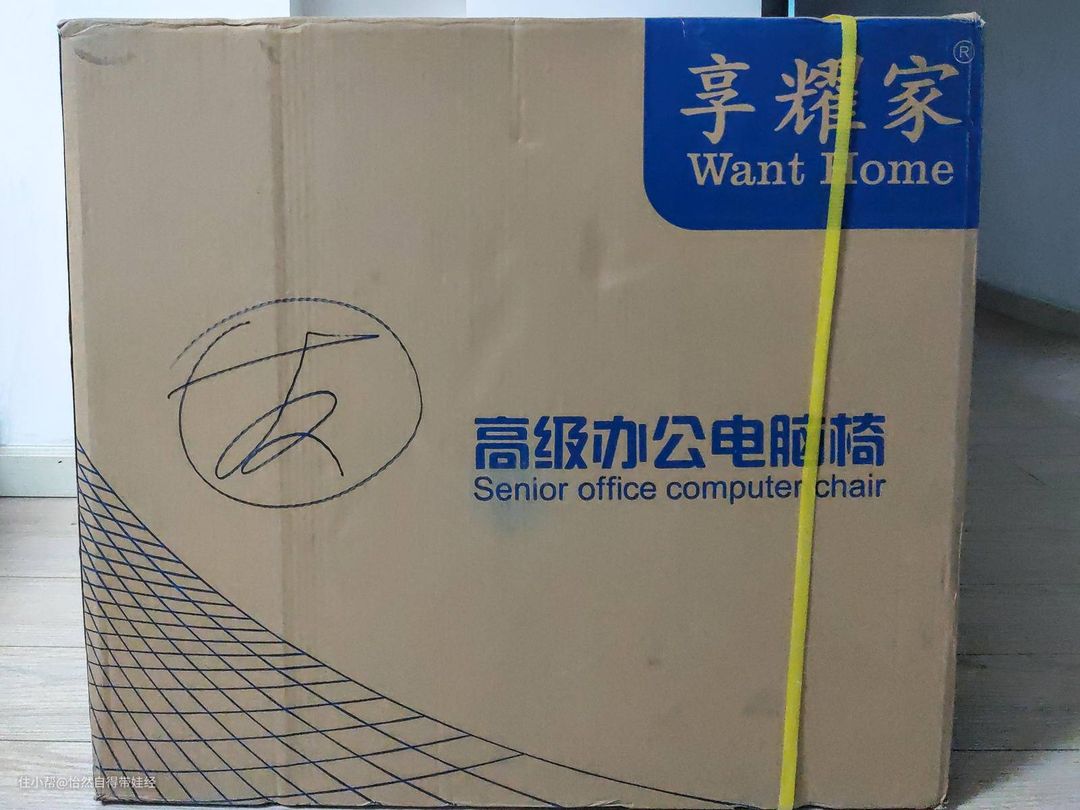 享耀家®
Want Home
高级办公电脑椅
Senior office computer chair
住小帮@怡然自得带娃经